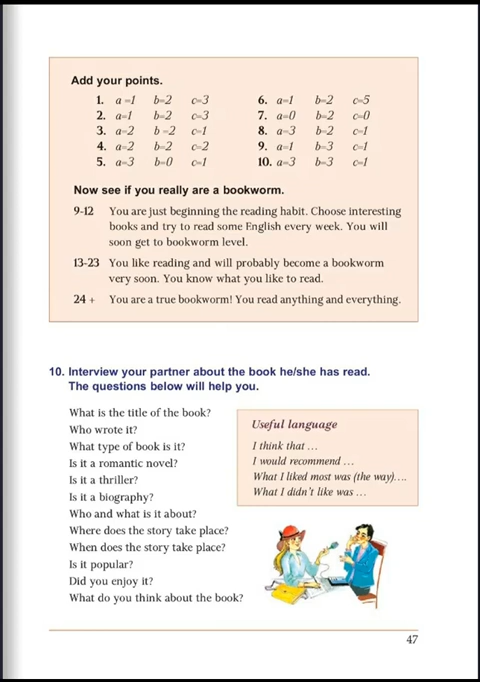 Add your points.
1. a =1 b=2 c=3
2. a=1 b=2 c=3
3. a=2 b =2 c=1
4. a=2 b=2 c=2
5. a=3 b=0 c=1
6. a=1 b=2 c=5
7. a=0 b=2 c=0
8. a=3 b=2 c=1
9. a=1 b=3 c=1
10. a=3 b=3 c=1
Now see if you really are a bookworm.
9-12 You are just beginning the reading habit. Choose interesting
books and try to read some English every week. You will
soon get to bookworm level.
13-23 You like reading and will probably become a bookworm
very soon. You know what you like to read.
24 + You are a true bookworm! You read anything and everything.
10. Interview your partner about the book he/she has read.
The questions below will help you.
What is the title of the book?
Who wrote it?
What type of book is it?
Is it a romantic novel?
Is it a thriller?
Is it a biography?
Who and what is it about?
Where does the story take place?
When does the story take place?
Is it popular?
Did you enjoy it?
What do you think about the book?
Useful language
I think that …
I would recommend …
What I liked most was (the way)….
What I didn't like was …
47